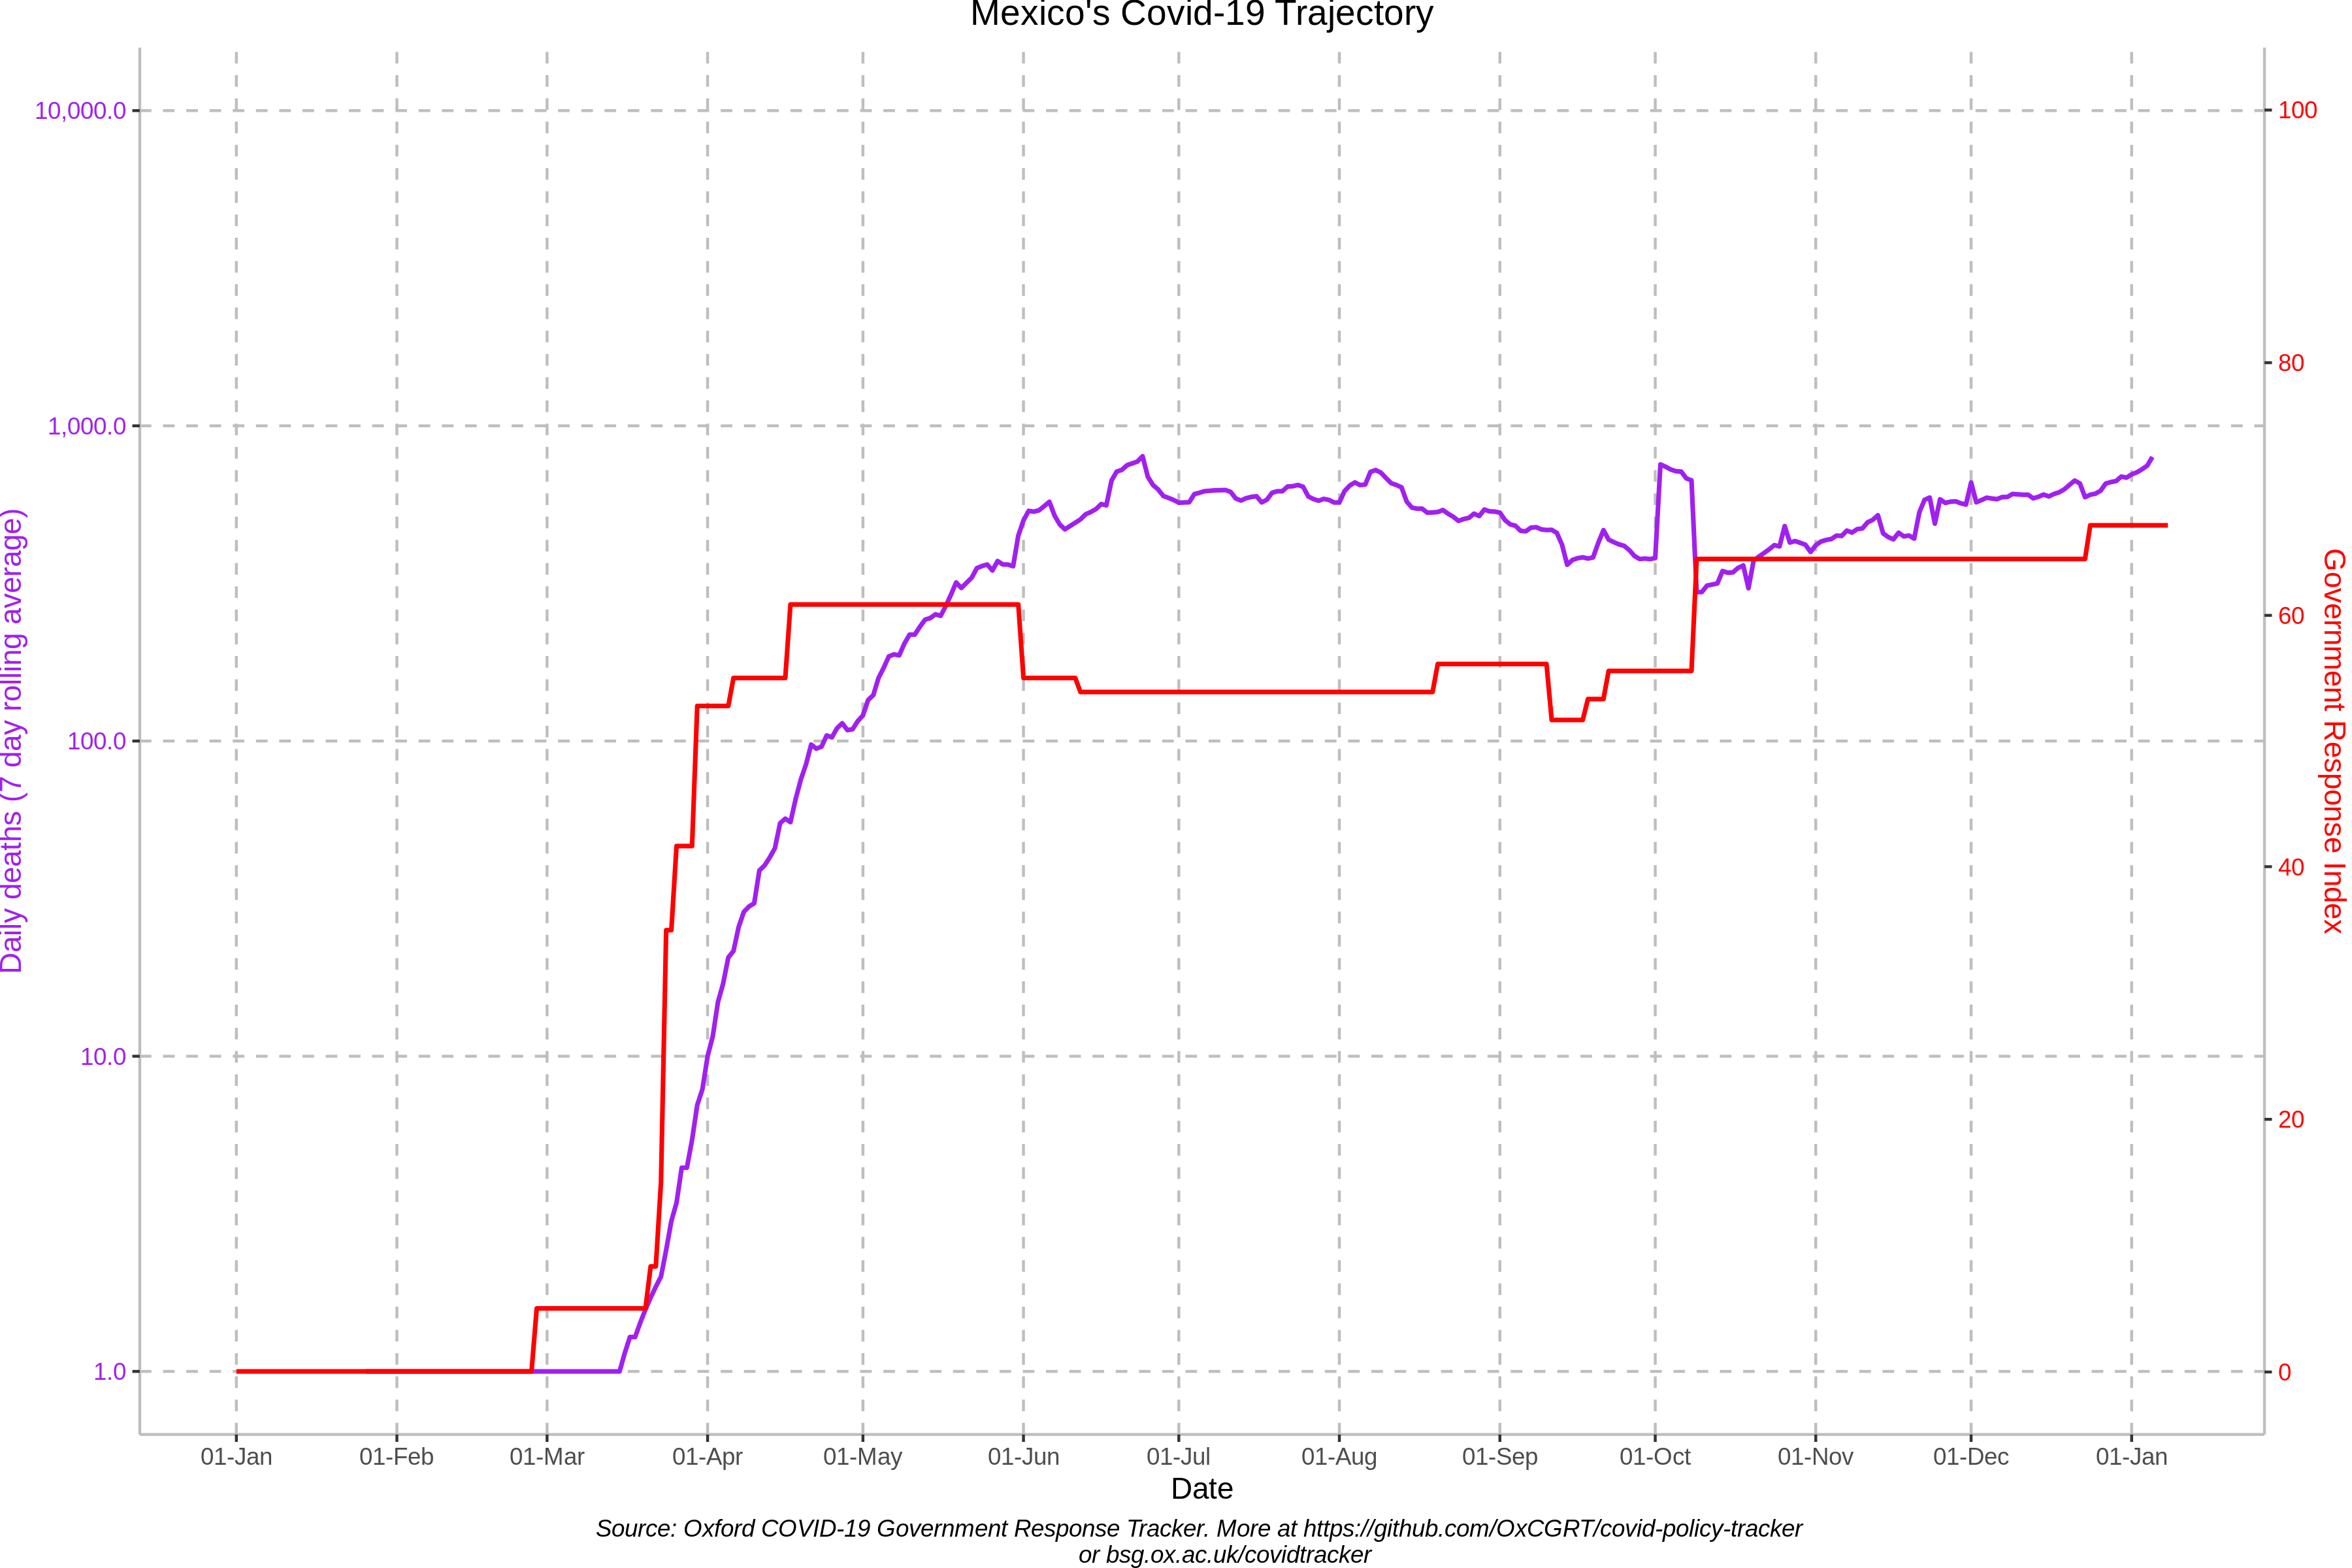 Mexico's Covid-19 Trajectory
10,000.0
1,000.0
100.0
10.0
1.0
Daily deaths (7 day rolling average)
100
80
60
40
20
0
Government Response Index
01-Jan 01-Feb 01-Mar 01-Apr 01-May 01-Jun 01-Jul 01-Aug 01-Sep 01-Oct 01-Nov 01-Dec 01-Jan
Date
Source: Oxford COVID-19 Government Response Tracker. More at https://github.com/OxCGRT/covid-policy-tracker
or bsg.ox.ac.uk/covidtracker